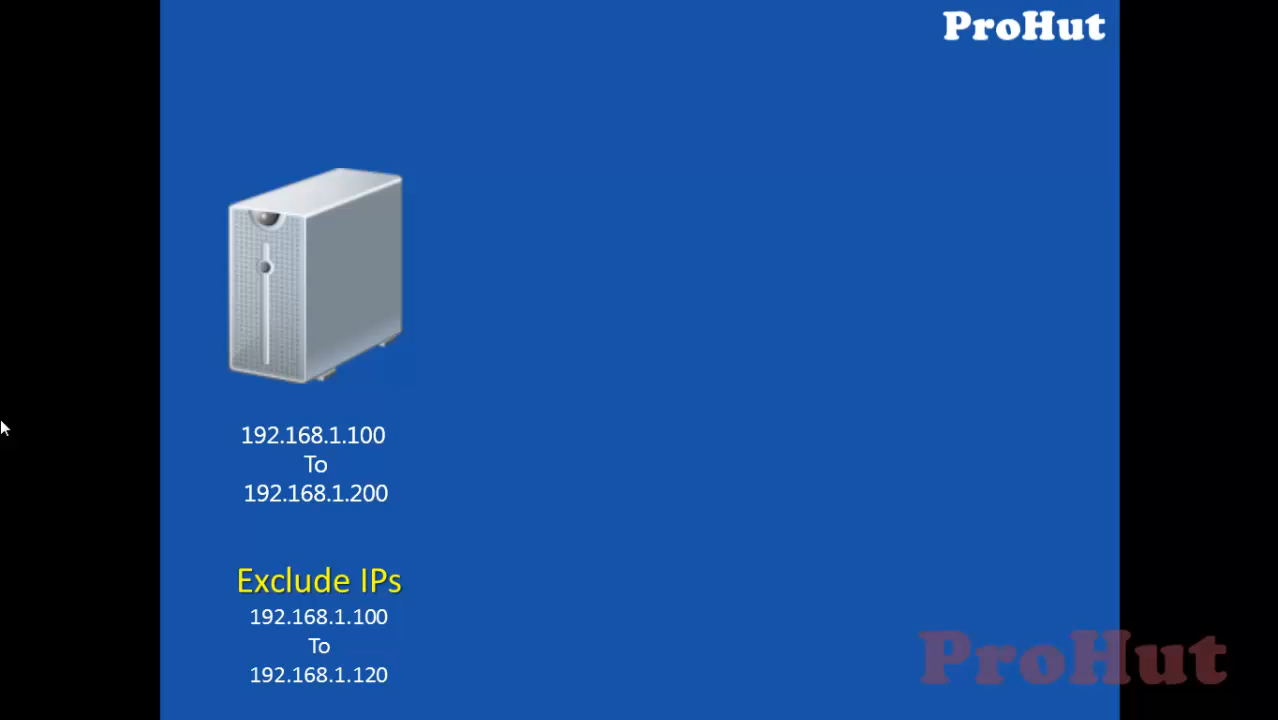 ProHut
192.168.1.100
To
192.168.1.200
Exclude IPs
192.168.1.100
To
192.168.1.120
ProHut